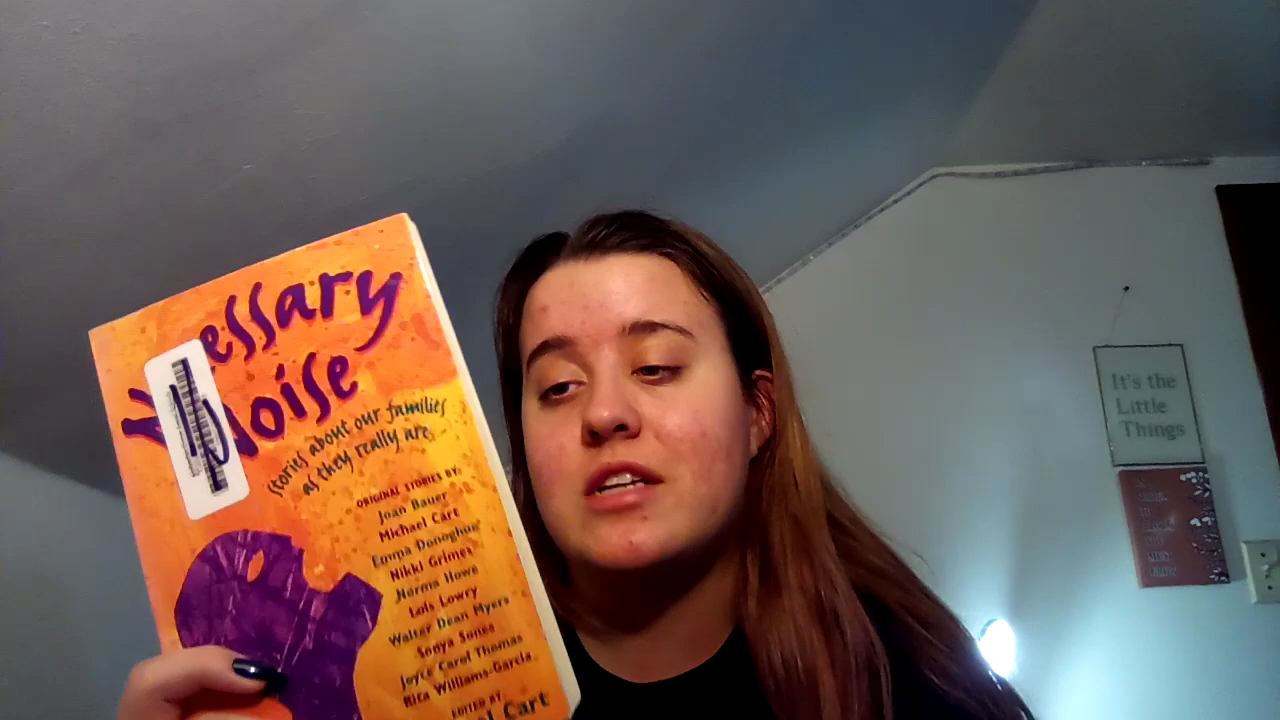 essary
Noise
stories about our families
as they really are
ORIGINAL STORIES BY:
Joan Bauer
Michael Cart
Emma Donoghue
Nikki Grimes
Norma Howe
Lois Lowry
Walter Dean Myers
Sonya Sones
Joyce Carol Thomas
Rita Williams-Garcia
EDITED BY
Cart
It's the
Little
Things